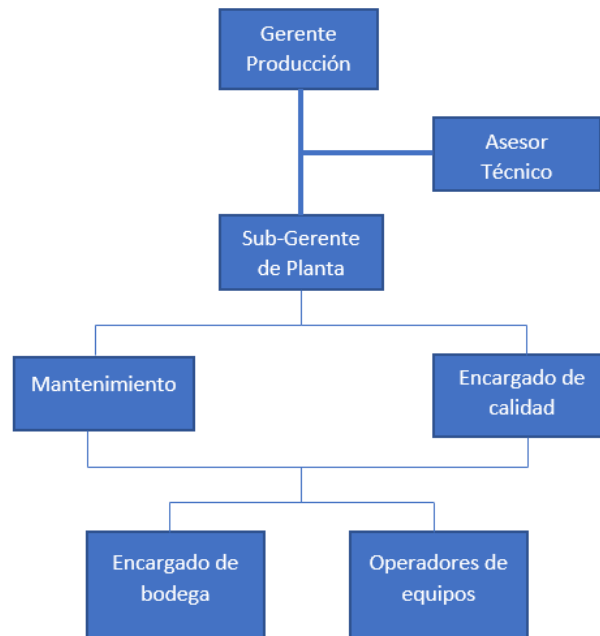 Gerente
Producción
Asesor
Técnico
Sub-Gerente
de Planta
Mantenimiento
Encargado de
calidad
Encargado de
bodega
Operadores de
equipos